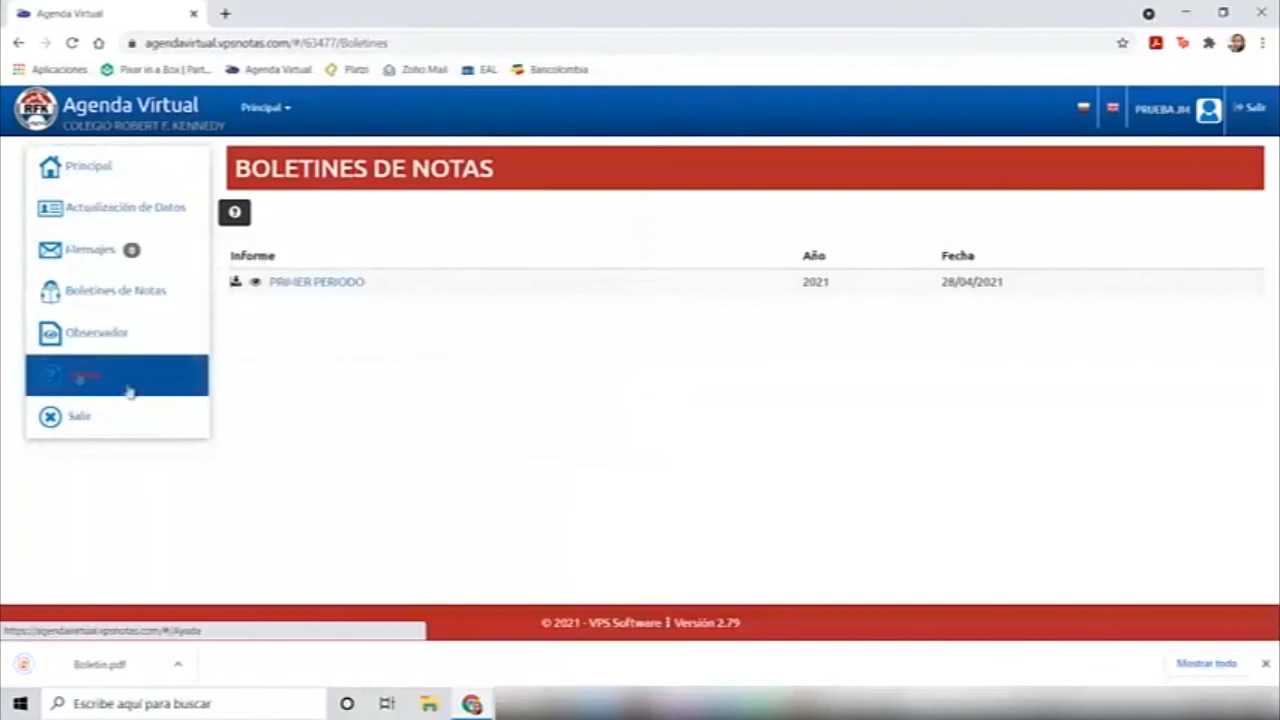 Agenda Virtual
agendavirtual.vpsnotas.com/#/63477/Boletines
Aplicaciones
Pixar in a Box | Part...
Agenda Virtual
Platzi
Zoho Mail
EAL
Bancolombia
RFK
Agenda Virtual
COLEGIO ROBERT F. KENNEDY
Principal
PRUEBA JM
Salir
Principal
Actualización de Datos
Mensajes 0
Boletines de Notas
Observador
Salir
BOLETINES DE NOTAS
Informe Año Fecha
PRIMER PERIODO 2021 28/04/2021
© 2021 - VPS Software | Versión 2.79
https://agendavirtual.vpsnotas.com/#/Ayuda
Boletin.pdf
Mostrar todo
Escribe aquí para buscar